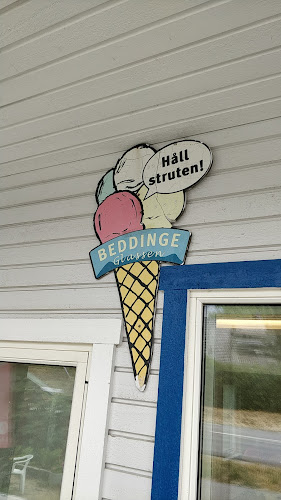 Håll
struten!
BEDDINGE
Glassen